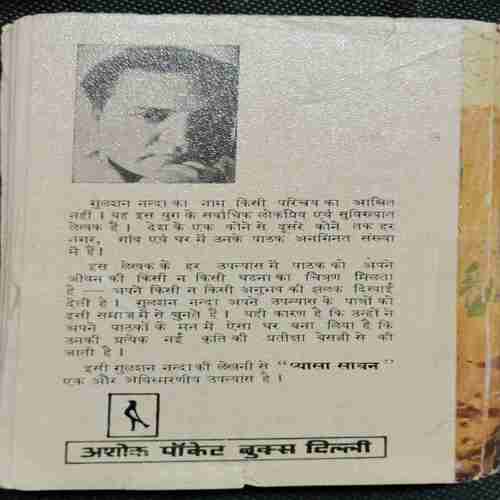 गुलशन नन्दा का नाम किसी परिचय का आश्रित
नहीं । यह इस युग के सर्वाधिक लोकप्रिय एवं सुविख्यात
लेखक हैं । देश के एक कोने से दूसरे कोने तक हर
नगर, गांव एवं घर में उनके पाठक अनगिनत संख्या
में हैं ।
इस लेखक के हर उपन्यास में पाठक को अपने
जीवन की किसी न किसी घटना का चित्रण मिलता
है — अपने किसी न किसी अनुभव की झलक दिखाई
देती है । गुलशन नन्दा अपने उपन्यास के पात्रों को
इसी समाज में से चुनते हैं । यही कारण है कि उन्होंने
अपने पाठकों के मन में ऐसा घर बना लिया है कि
उनकी प्रत्येक नई कृति की प्रतीक्षा बेसब्री से की
जाती है ।
इसी गुलशन नन्दा की लेखनी से "प्यासा सावन"
एक और अविस्मरणीय उपन्यास है ।
अशोक पॉकेट बुक्स दिल्ली